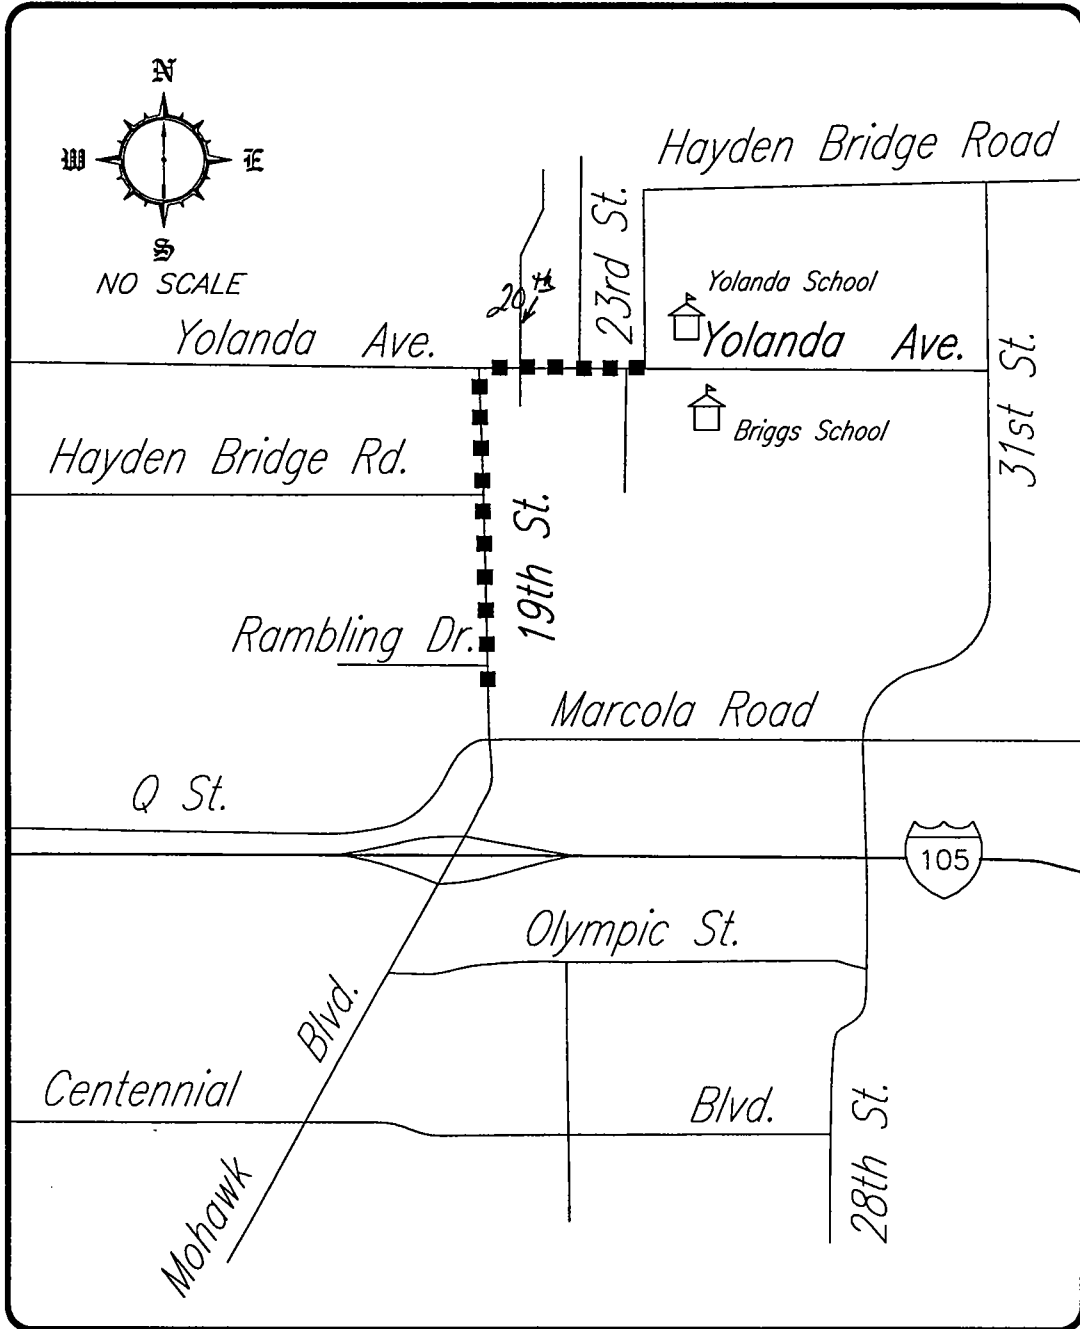 N
W E
S
NO SCALE
Hayden Bridge Road
23rd St.
20th
Yolanda School
Yolanda Ave.
Yolanda Ave.
31st St.
Briggs School
Hayden Bridge Rd.
19th St.
Rambling Dr.
Marcola Road
Q St.
105
Olympic St.
Mohawk Blvd.
Centennial Blvd.
28th St.